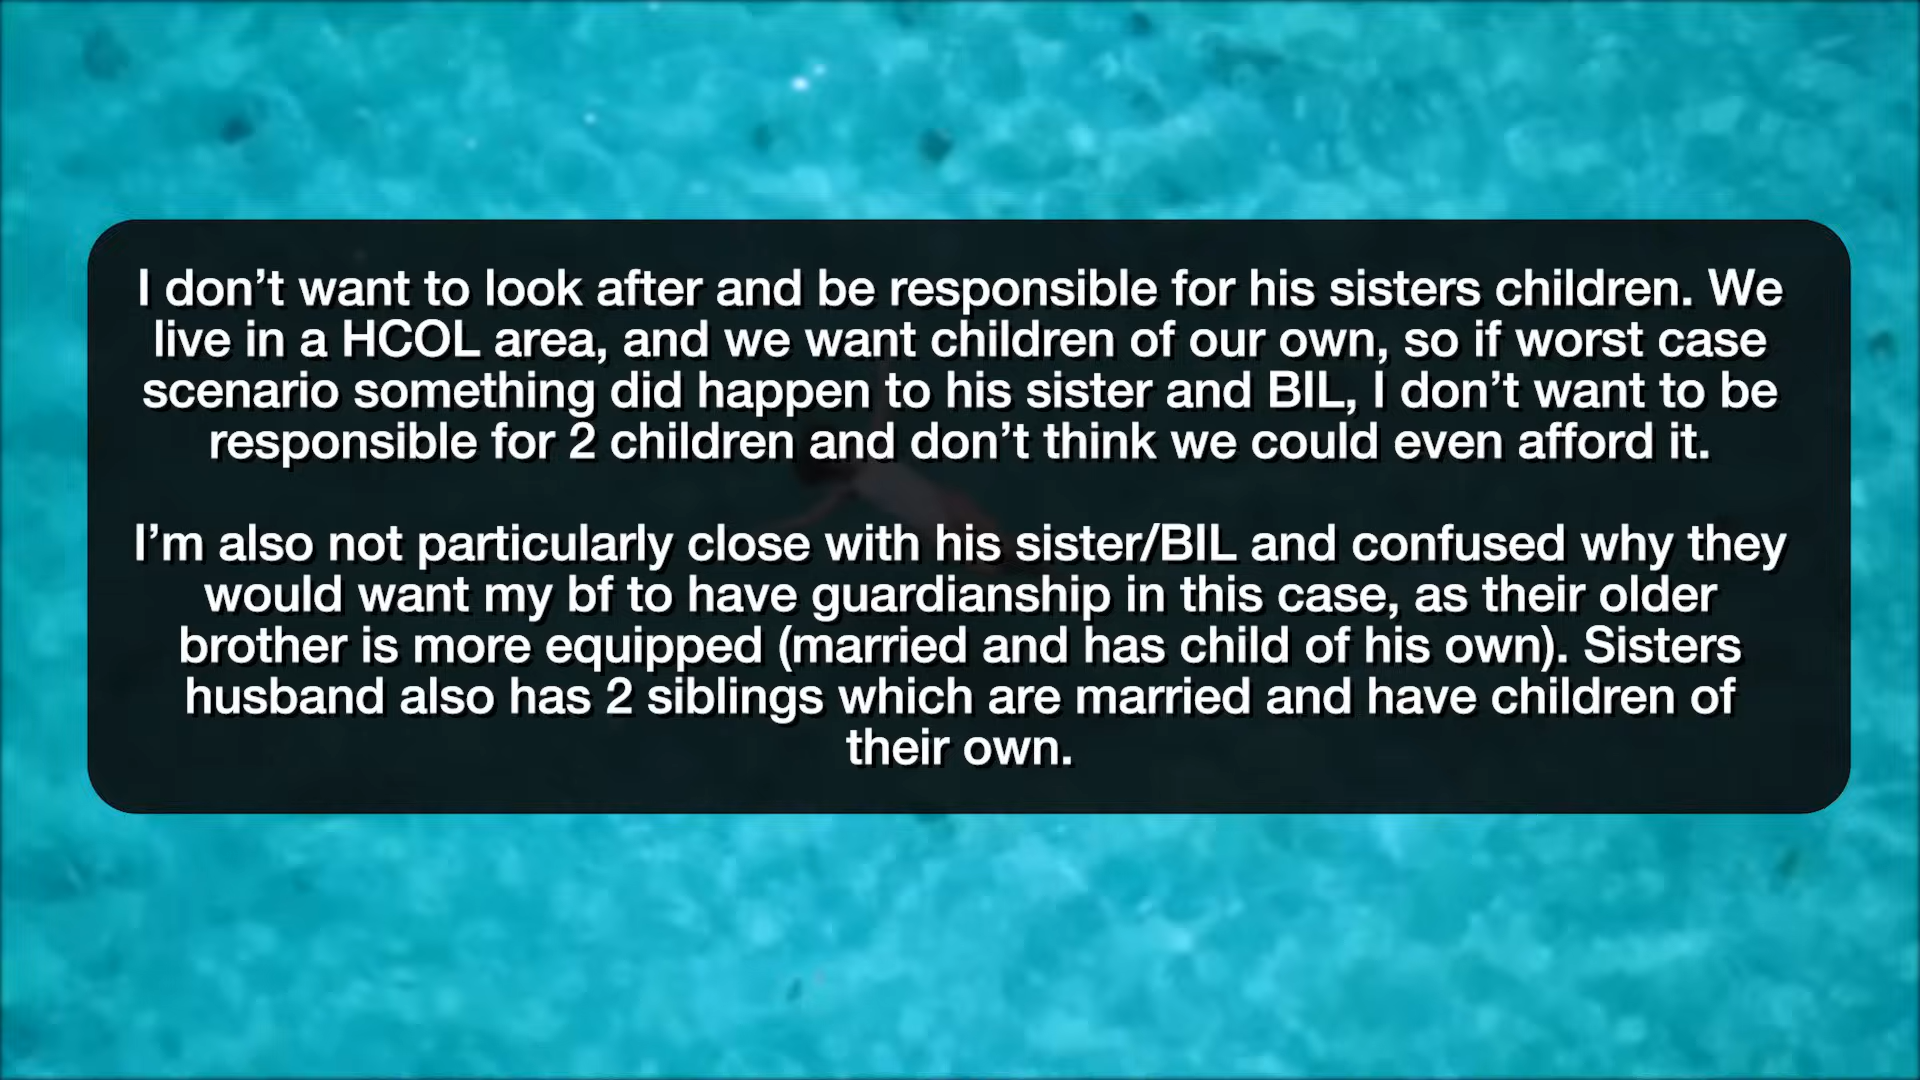 I don’t want to look after and be responsible for his sisters children. We
live in a HCOL area, and we want children of our own, so if worst case
scenario something did happen to his sister and BIL, I don’t want to be
responsible for 2 children and don’t think we could even afford it.
I’m also not particularly close with his sister/BIL and confused why they
would want my bf to have guardianship in this case, as their older
brother is more equipped (married and has child of his own). Sisters
husband also has 2 siblings which are married and have children of
their own.